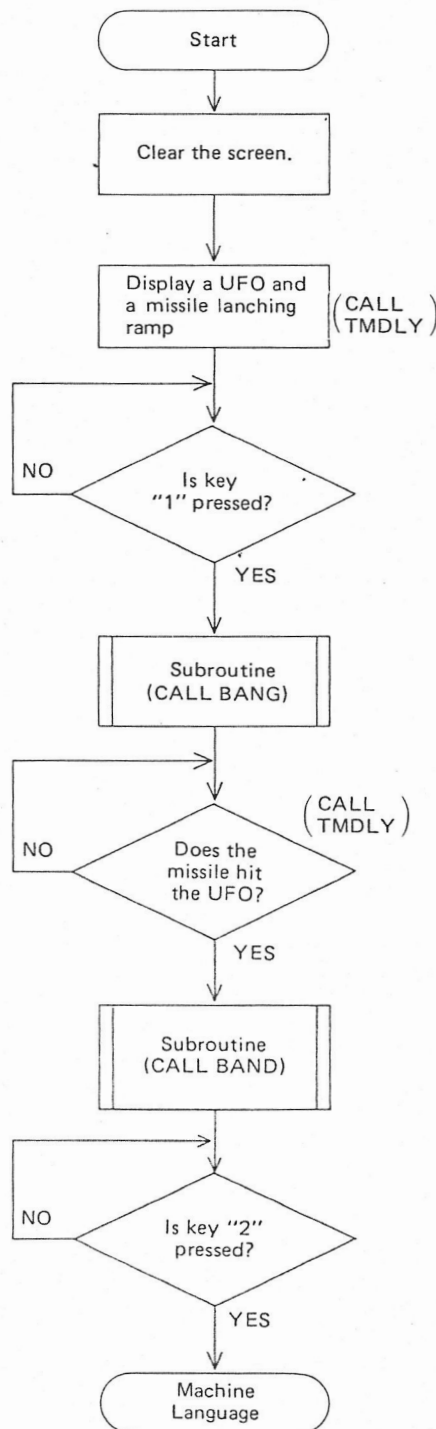 Start
Clear the screen.
Display a UFO and
a missile lanching
ramp
(CALL
TMDLY)
NO
Is key
"1" pressed?
YES
Subroutine
(CALL BANG)
(CALL
TMDLY)
NO
Does the
missile hit
the UFO?
YES
Subroutine
(CALL BAND)
NO
Is key "2"
pressed?
YES
Machine
Language